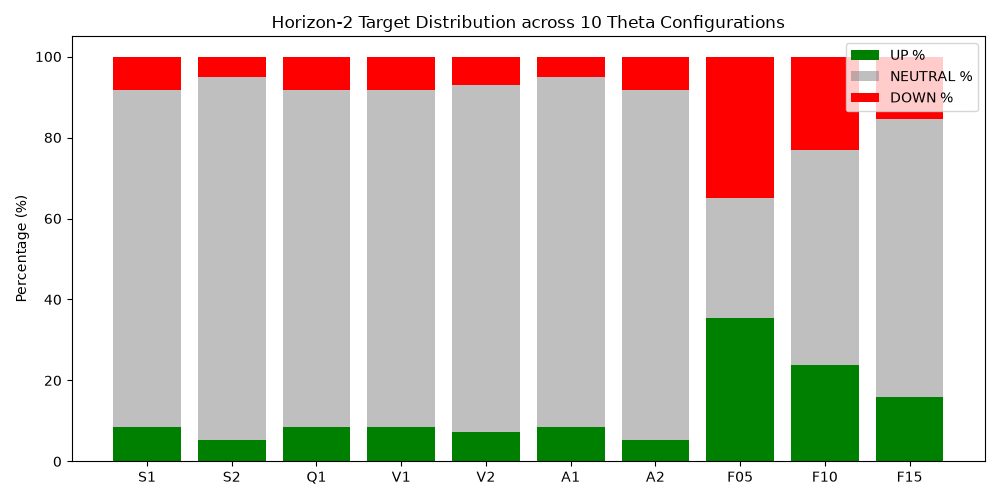 Horizon-2 Target Distribution across 10 Theta Configurations
UP %
NEUTRAL %
DOWN %
Percentage (%)
100
80
60
40
20
0
S1 S2 Q1 V1 V2 A1 A2 F05 F10 F15